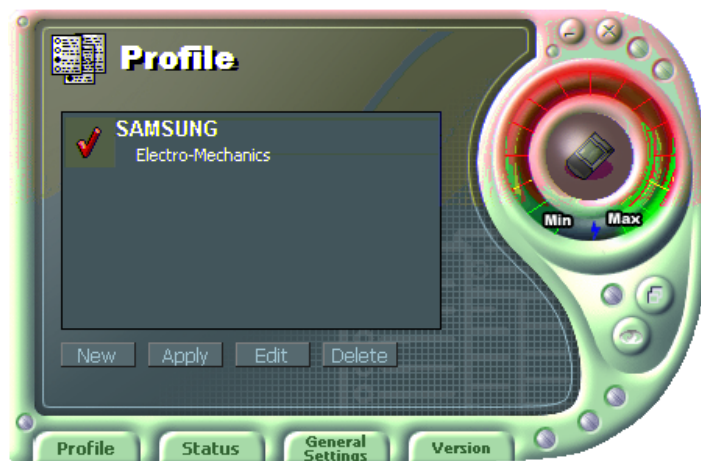 Profile
SAMSUNG
Electro-Mechanics
Min Max
New Apply Edit Delete
Profile Status General Settings Version